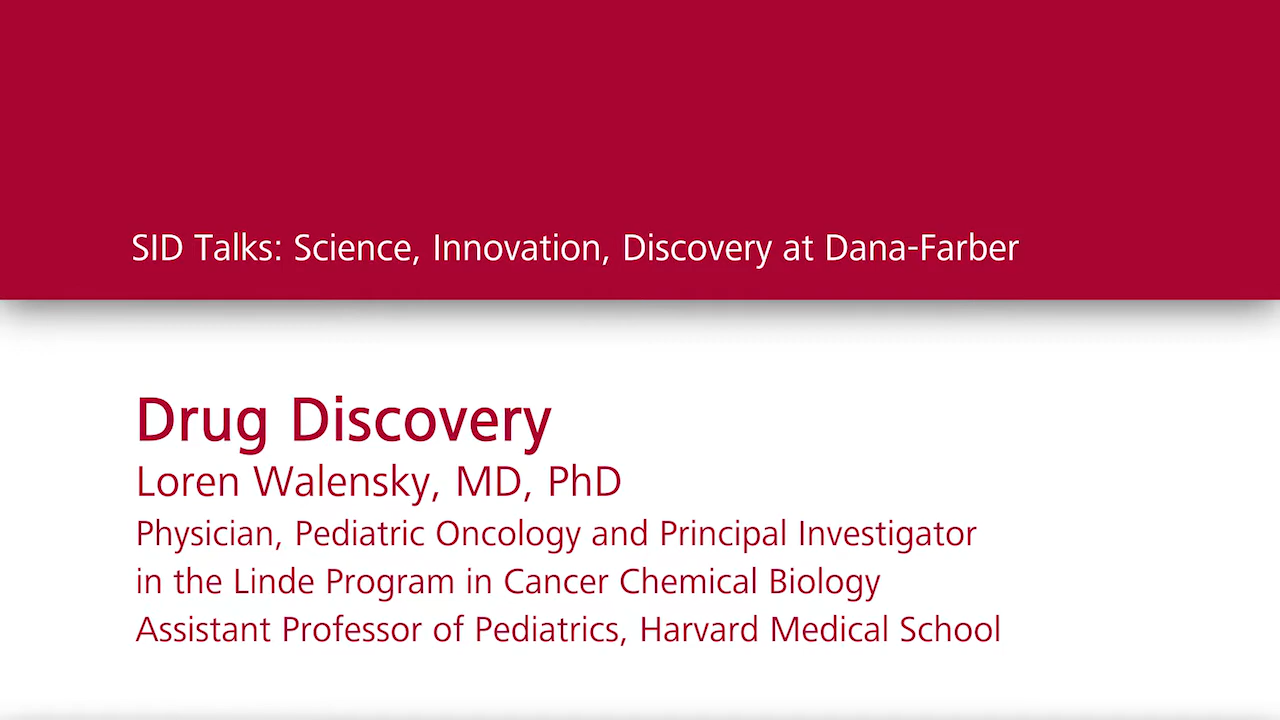 SID Talks: Science, Innovation, Discovery at Dana-Farber
Drug Discovery
Loren Walensky, MD, PhD
Physician, Pediatric Oncology and Principal Investigator
in the Linde Program in Cancer Chemical Biology
Assistant Professor of Pediatrics, Harvard Medical School